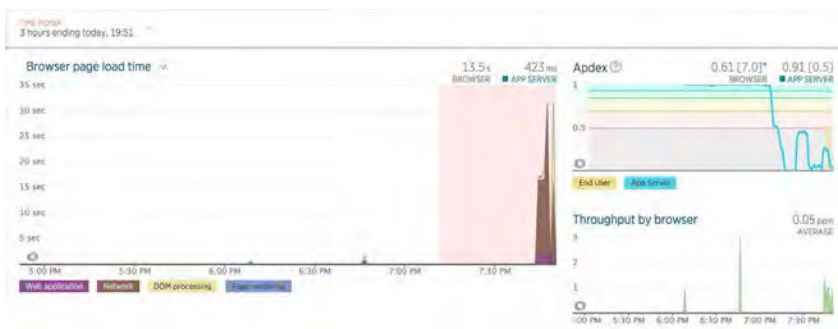 TIME PICKER
3 hours ending today, 19:51
Browser page load time
13.5 s
BROWSER
423 ms
APP SERVER
35 sec
30 sec
25 sec
20 sec
15 sec
10 sec
5 sec
0
5:00 PM 5:30 PM 6:00 PM 6:30 PM 7:00 PM 7:30 PM
Web application Network DOM processing Page rendering
Apdex ?
0.61 [7.0]*
BROWSER
0.91 [0.5]
APP SERVER
1
0.5
0
End User App Server
Throughput by browser
0.05 ppm
AVERAGE
3
2
1
0
:00 PM 5:30 PM 6:00 PM 6:30 PM 7:00 PM 7:30 PM